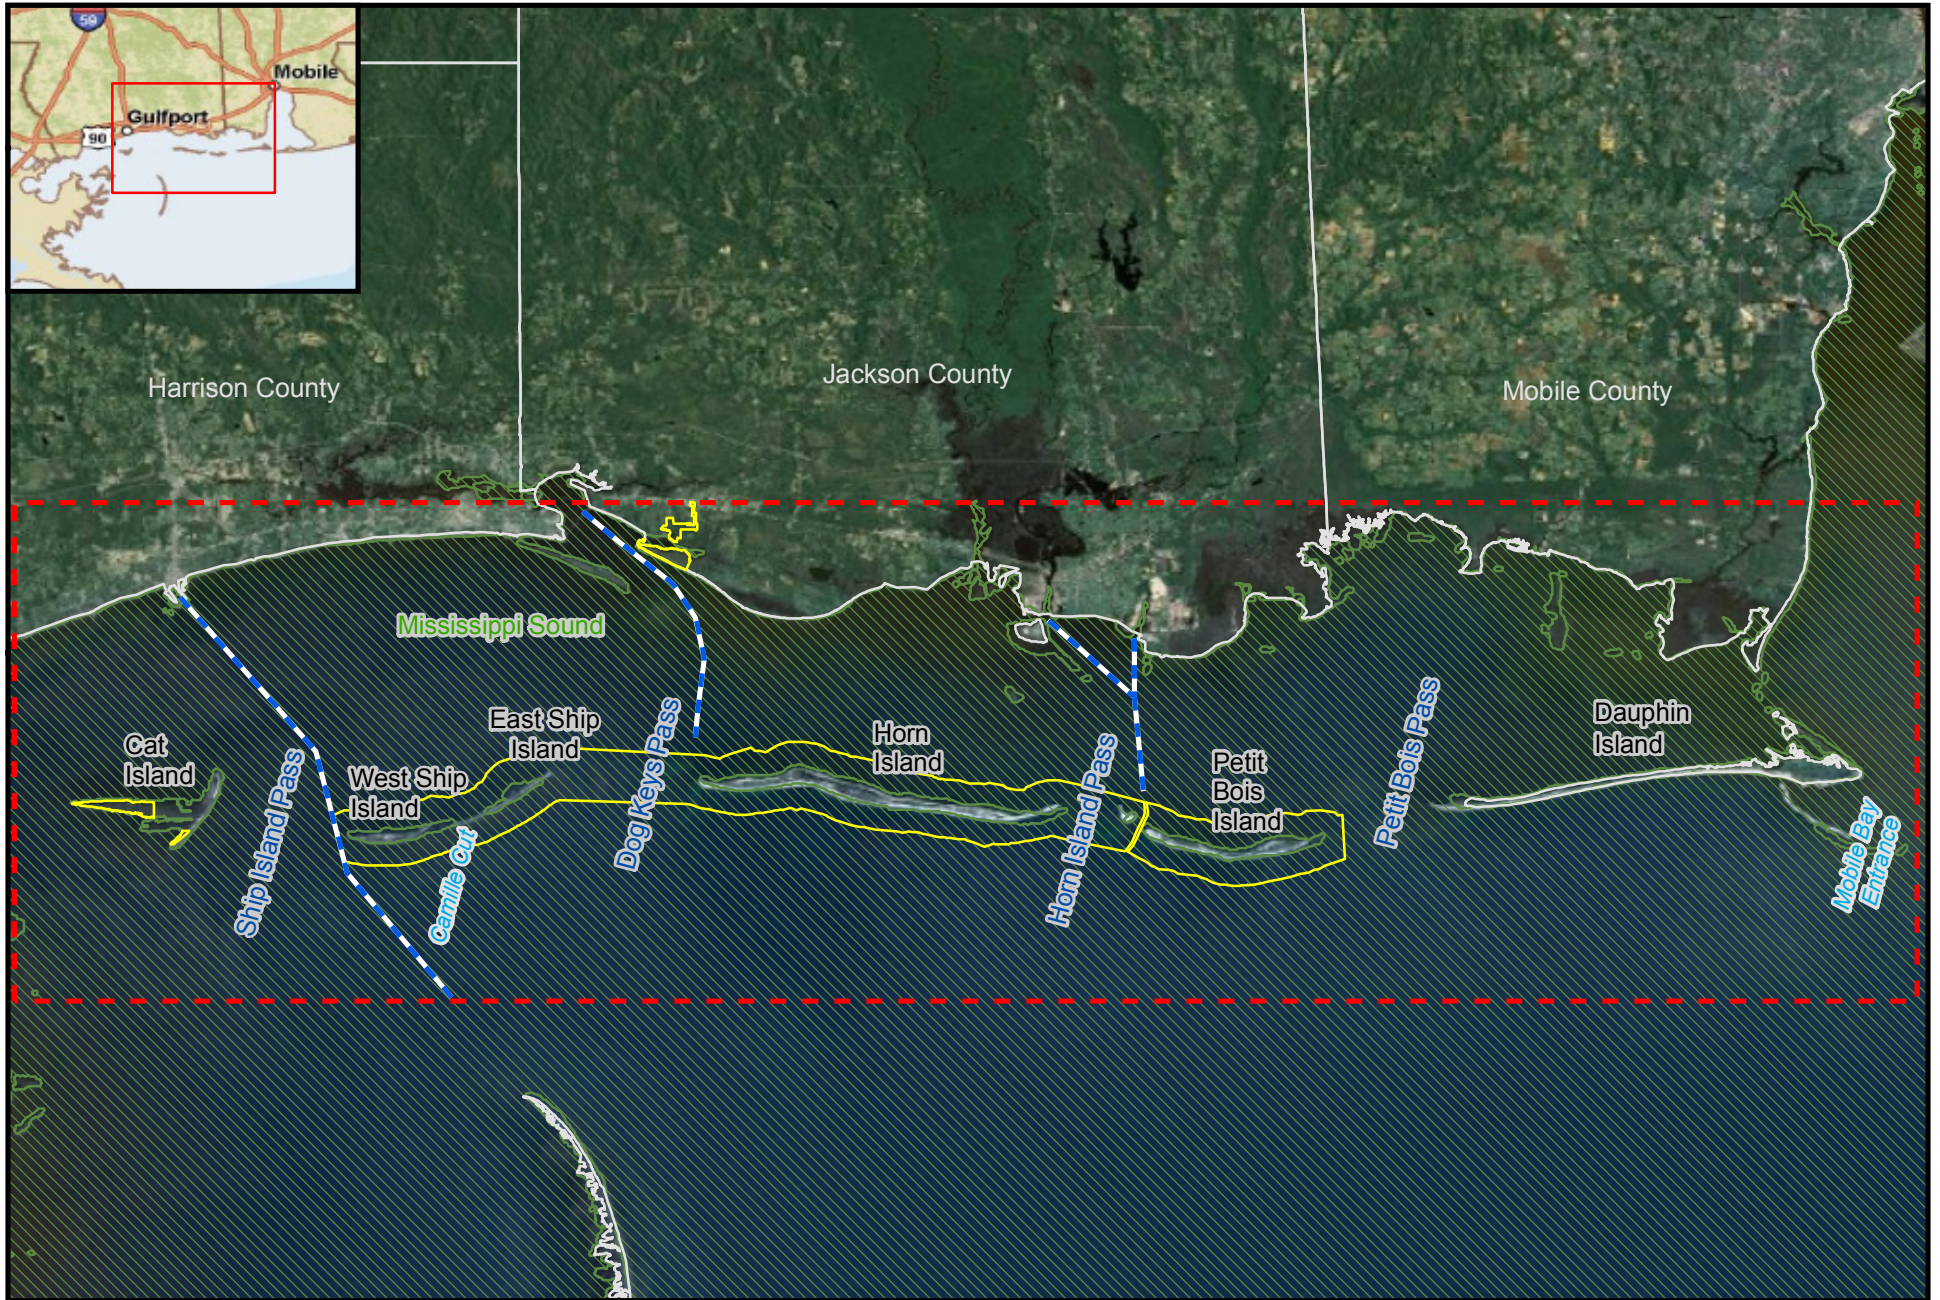 59
Mobile
Gulfport
90
Harrison County
Jackson County
Mobile County
Mississippi Sound
Cat
Island
Ship Island Pass
West Ship
Island
East Ship
Island
Camille Cut
Dog Keys Pass
Horn
Island
Horn Island Pass
Petit
Bois
Island
Petit Bois Pass
Dauphin
Island
Mobile Bay
Entrance